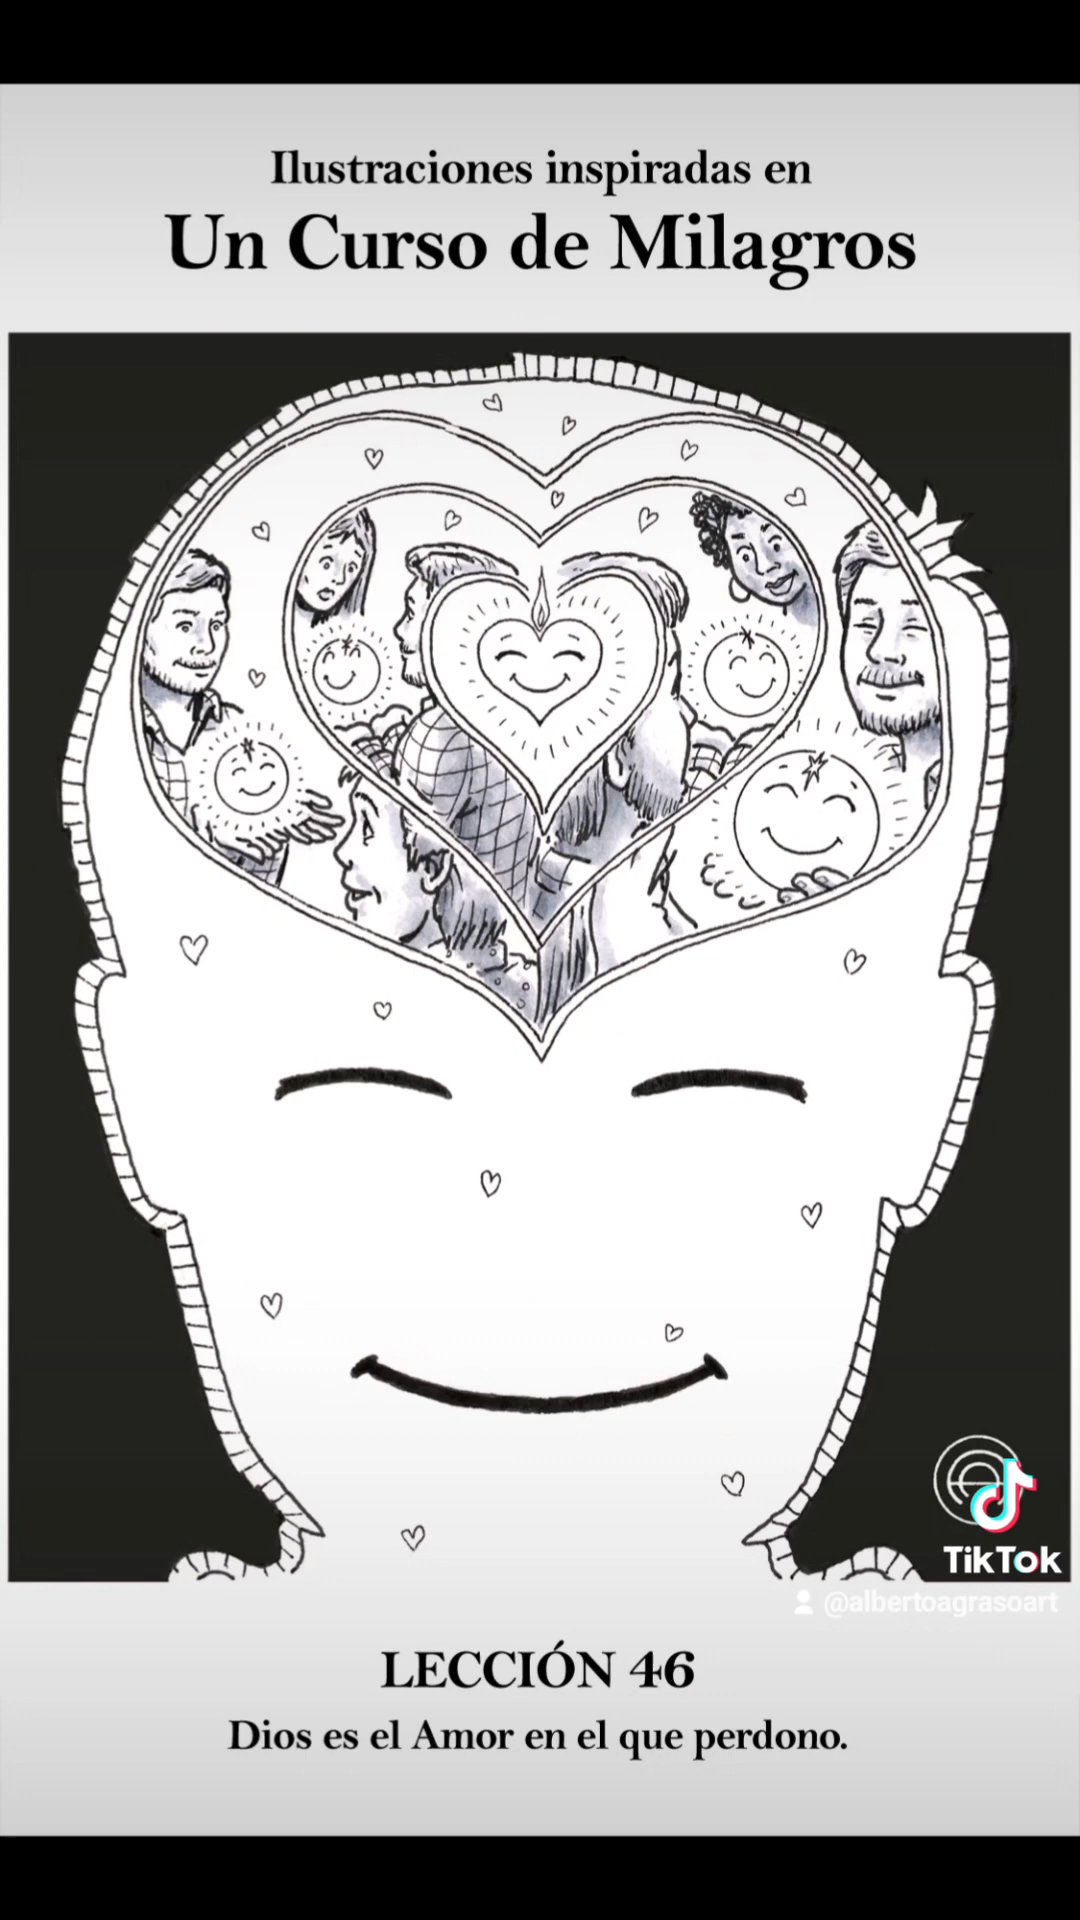 Ilustraciones inspiradas en
Un Curso de Milagros
TikTok
@albertoagrasoart
LECCIÓN 46
Dios es el Amor en el que perdono.